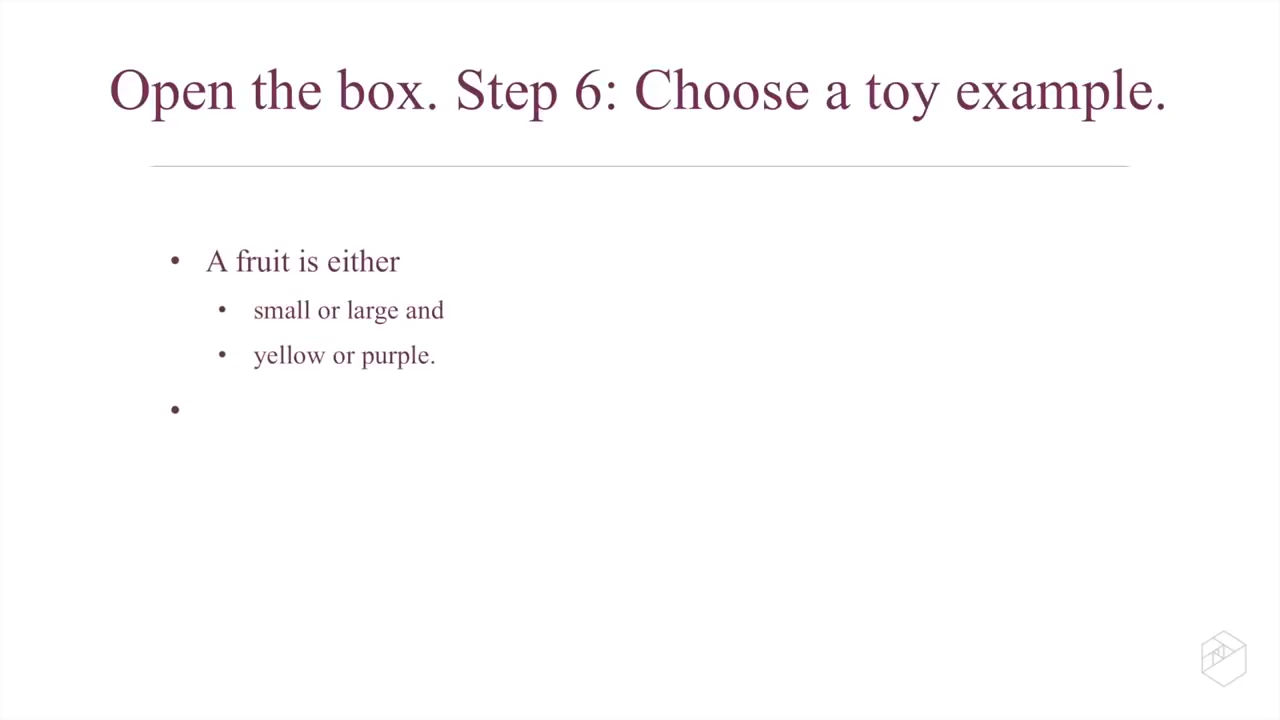 Open the box. Step 6: Choose a toy example.
• A fruit is either
• small or large and
• yellow or purple.
•